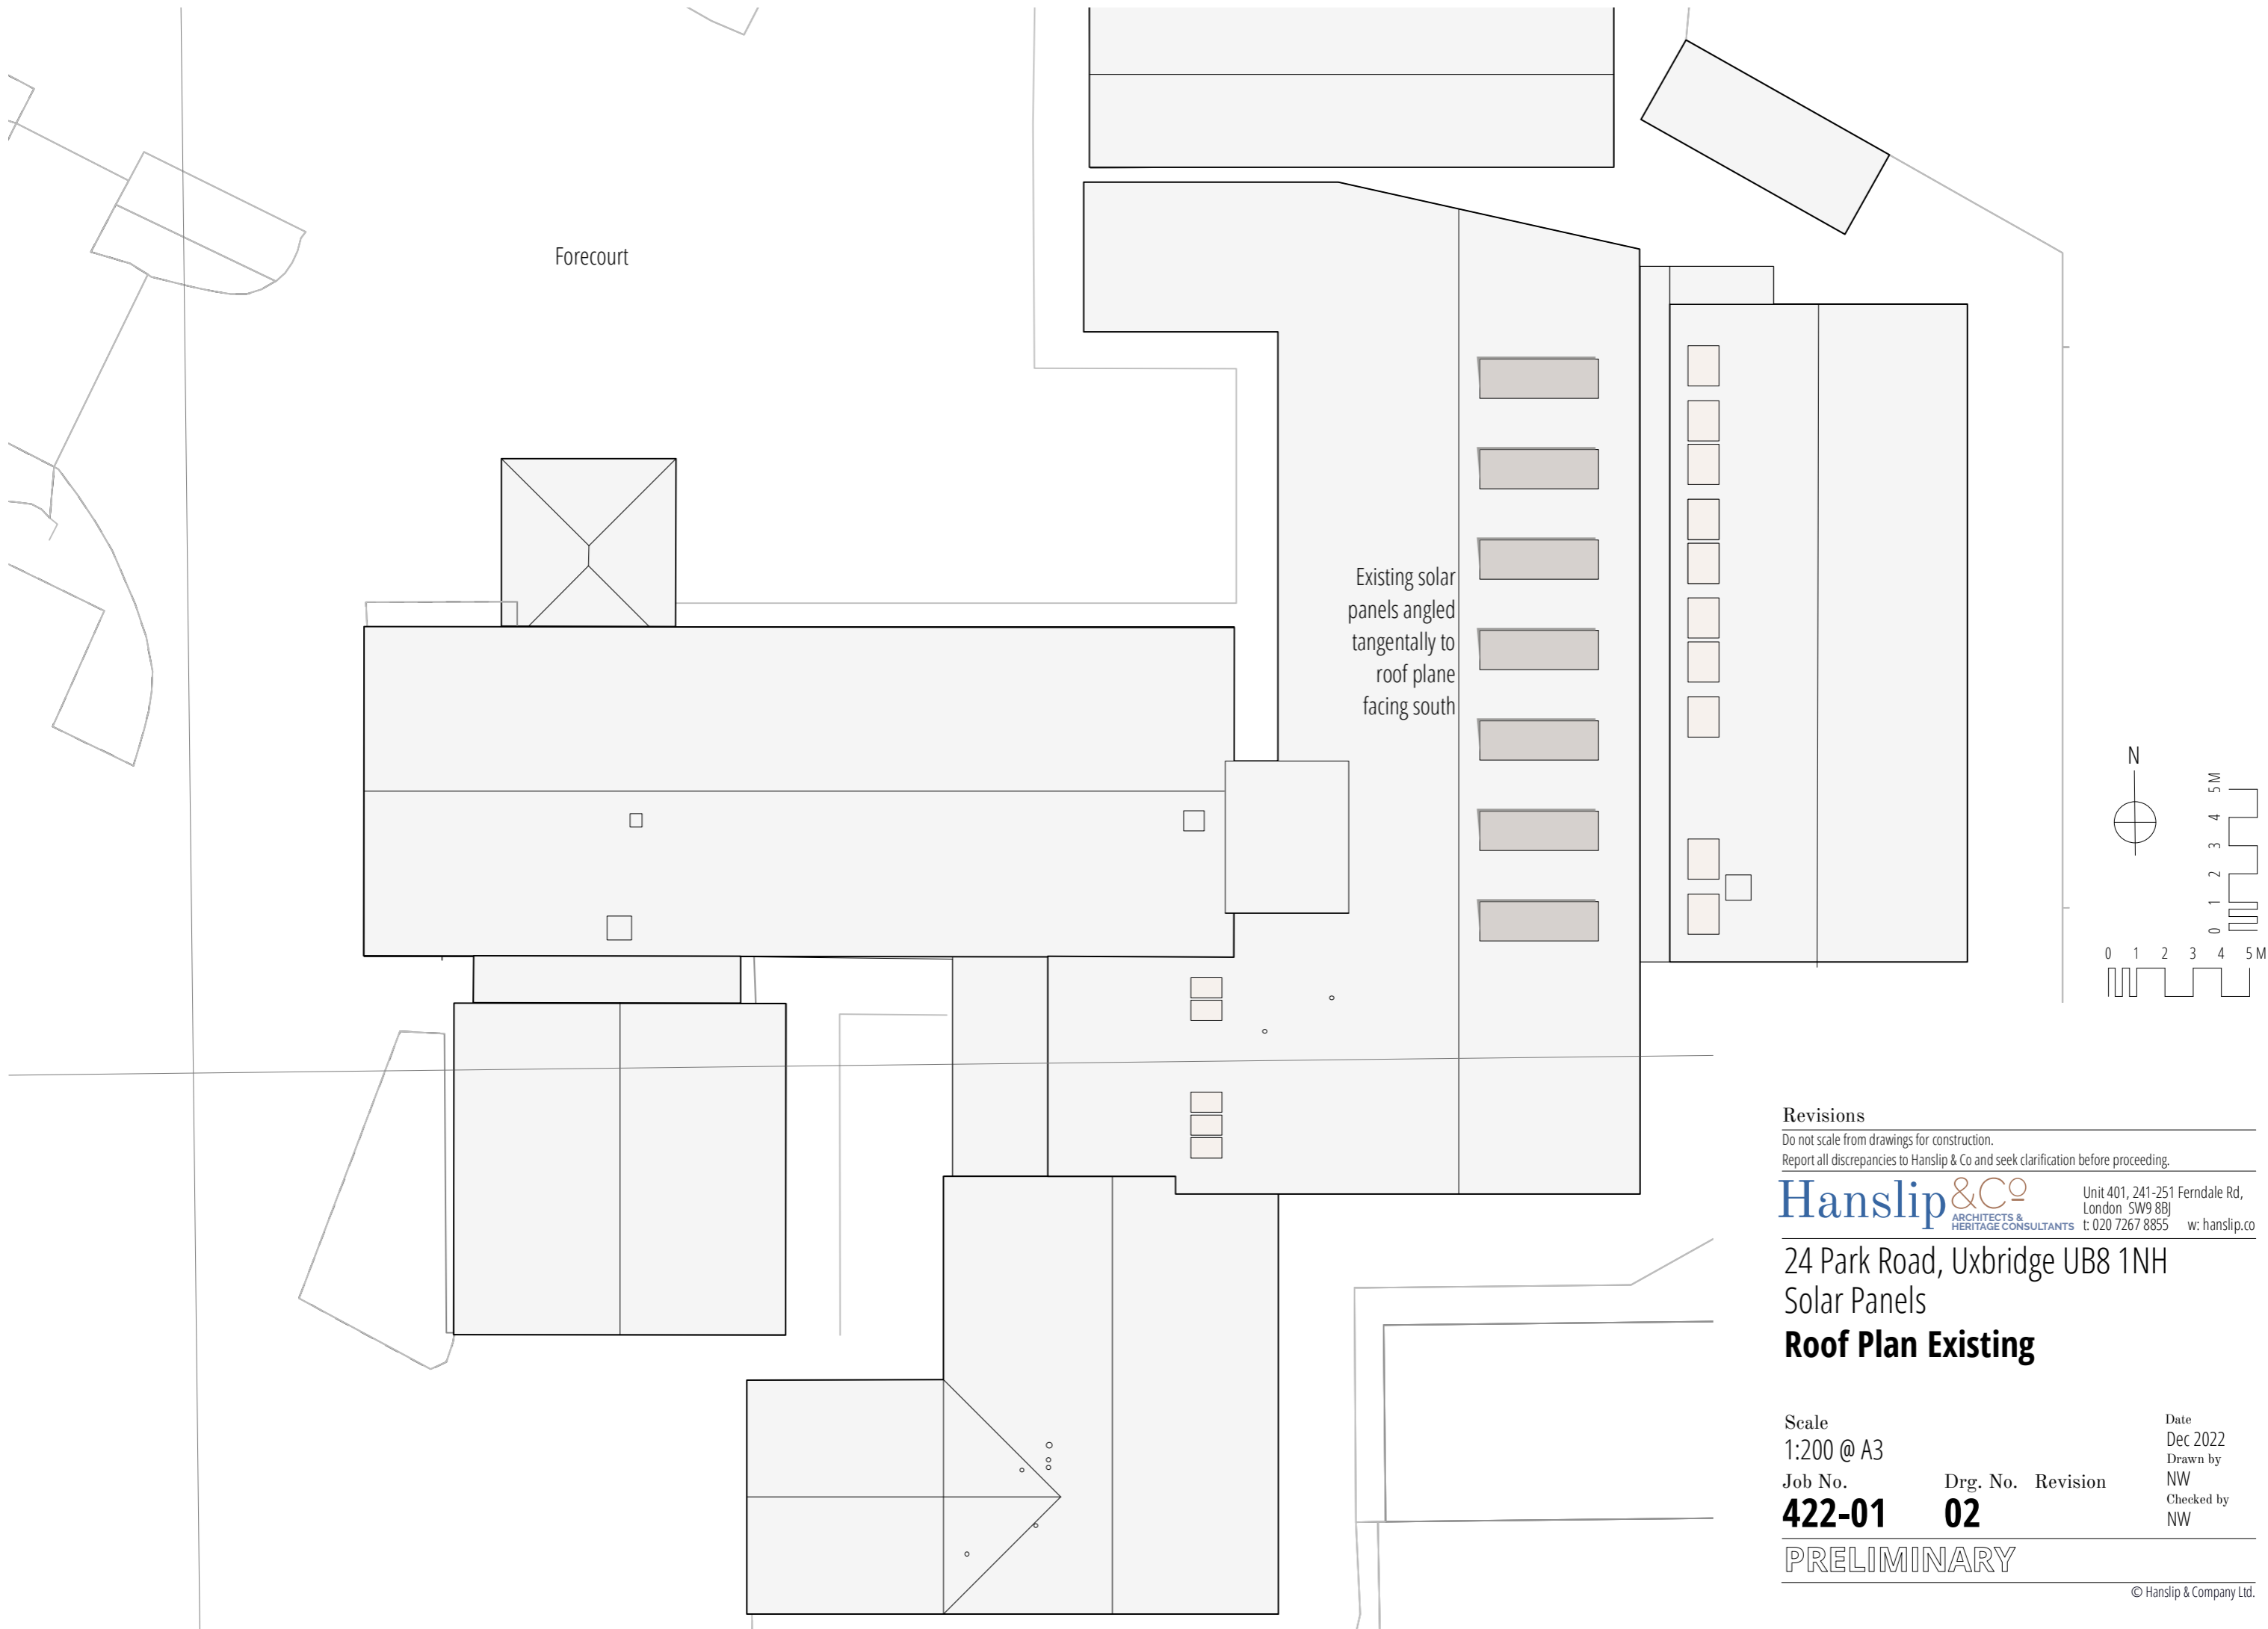 Forecourt
Existing solar
panels angled
tangentally to
roof plane
facing south
N
0 1 2 3 4 5 M
0 1 2 3 4 5 M
Revisions
Do not scale from drawings for construction.
Report all discrepancies to Hanslip & Co and seek clarification before proceeding.
Hanslip &Co
ARCHITECTS &
HERITAGE CONSULTANTS
Unit 401, 241-251 Ferndale Rd,
London SW9 8BJ
t: 020 7267 8855 w: hanslip.co
24 Park Road, Uxbridge UB8 1NH
Solar Panels
Roof Plan Existing
Scale
1:200 @ A3
Date
Dec 2022
Drawn by
NW
Checked by
NW
Job No. Drg. No. Revision
422-01 02
PRELIMINARY
© Hanslip & Company Ltd.